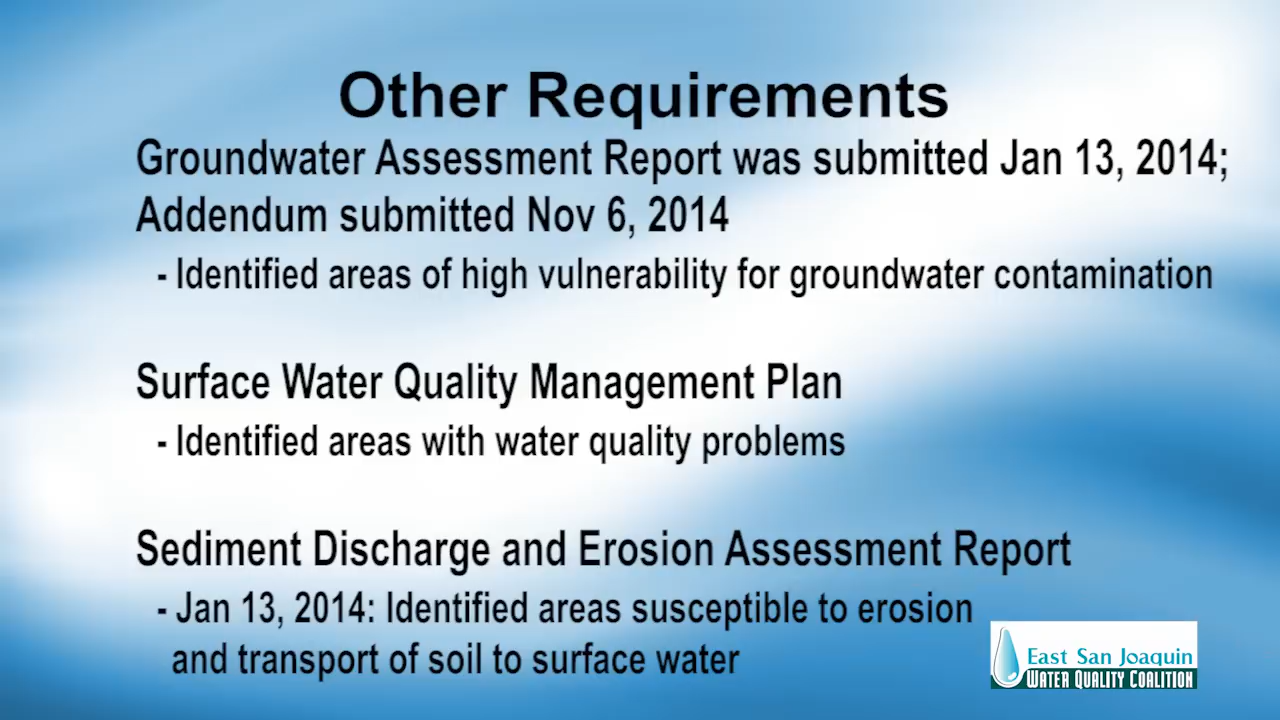 Other Requirements
Groundwater Assessment Report was submitted Jan 13, 2014;
Addendum submitted Nov 6, 2014
- Identified areas of high vulnerability for groundwater contamination
Surface Water Quality Management Plan
- Identified areas with water quality problems
Sediment Discharge and Erosion Assessment Report
- Jan 13, 2014: Identified areas susceptible to erosion
and transport of soil to surface water
East San Joaquin
Water Quality Coalition